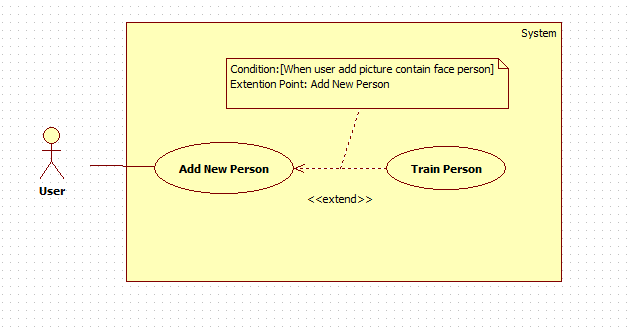 System
Condition:[When user add picture contain face person]
Extention Point: Add New Person
Add New Person
Train Person
User
<<extend>>